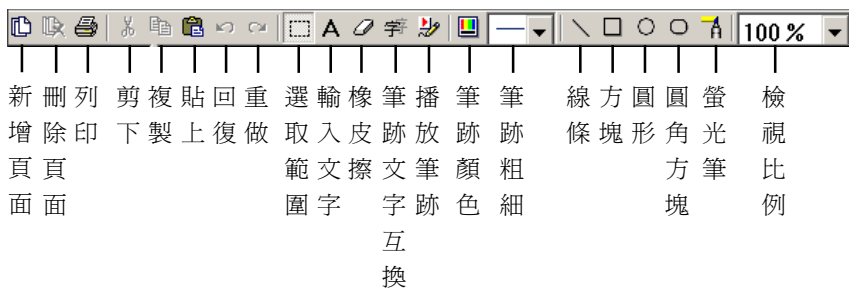 A 字 100 %
新增頁面
刪除頁面
列印
剪下
複製
貼上
回復
重做
選取範圍
輸入文字
橡皮擦
筆跡文字互換
播放筆跡
筆跡顏色
筆跡粗細
線條
方塊
圓形
圓角方塊
螢光筆
檢視比例